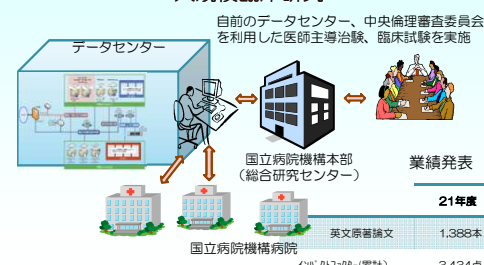 自前のデータセンター、中央倫理審査委員会
を利用した医師主導治験、臨床試験を実施
データセンター
国立病院機構本部
（総合研究センター）
業績発表
21年度
英文原著論文
1,388本
国立病院機構病院